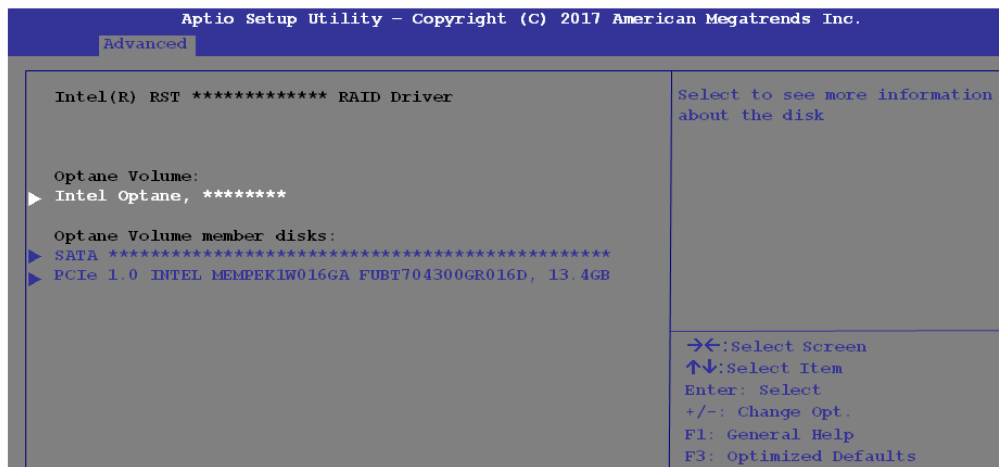 Aptio Setup Utility – Copyright (C) 2017 American Megatrends Inc.
Advanced
Intel(R) RST ************* RAID Driver
Optane Volume:
Intel Optane, ********
Optane Volume member disks:
SATA ************************************************
PCIe 1.0 INTEL MEMPEK1W016GA FUBT704300GR016D, 13.4GB
Select to see more information
about the disk
→←:Select Screen
↑↓:Select Item
Enter: Select
+/-: Change Opt.
F1: General Help
F3: Optimized Defaults